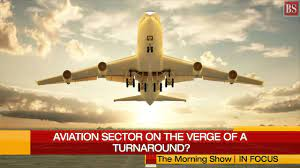 BS
AVIATION SECTOR ON THE VERGE OF A
TURNAROUND?
The Morning Show | IN FOCUS